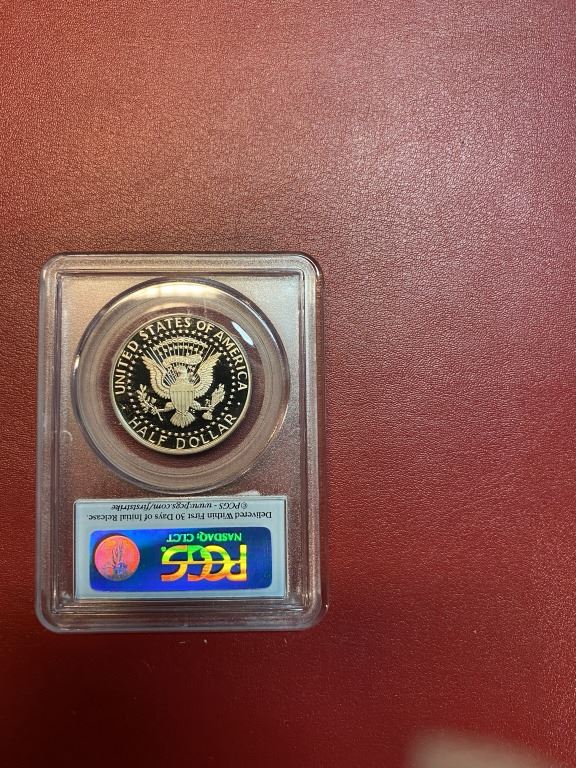 UNITED STATES OF AMERICA
HALF DOLLAR
PCGS
NASDAQ: CLCT
Delivered Within First 30 Days of Initial Release.
©PCGS - www.pcgs.com/firststrike